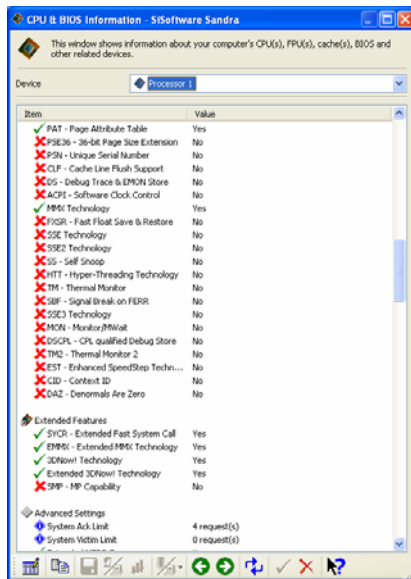 CPU & BIOS Information - SiSoftware Sandra
This window shows information about your computer's CPU(s), FPU(s), cache(s), BIOS and
other related devices.
Device Processor 1
Item Value
PAT - Page Attribute Table Yes
PSE36 - 36-bit Page Size Extension No
PSN - Unique Serial Number No
CLF - Cache Line Flush Support No
DS - Debug Trace & EMON Store No
ACPI - Software Clock Control No
MMX Technology Yes
FXSR - Fast Float Save & Restore No
SSE Technology No
SSE2 Technology No
SS - Self Snoop No
HTT - Hyper-Threading Technology No
TM - Thermal Monitor No
SBF - Signal Break on FERR No
SSE3 Technology No
MON - Monitor/MWait No
DSCPL - CPL qualified Debug Store No
TM2 - Thermal Monitor 2 No
EST - Enhanced SpeedStep Techn... No
CID - Context ID No
DAZ - Denormals Are Zero No
Extended Features
SYCR - Extended Fast System Call Yes
EMMX - Extended MMX Technology Yes
3DNow! Technology Yes
Extended 3DNow! Technology Yes
SMP - MP Capability No
Advanced Settings
System Ack Limit 4 request(s)
System Victim Limit 0 request(s)